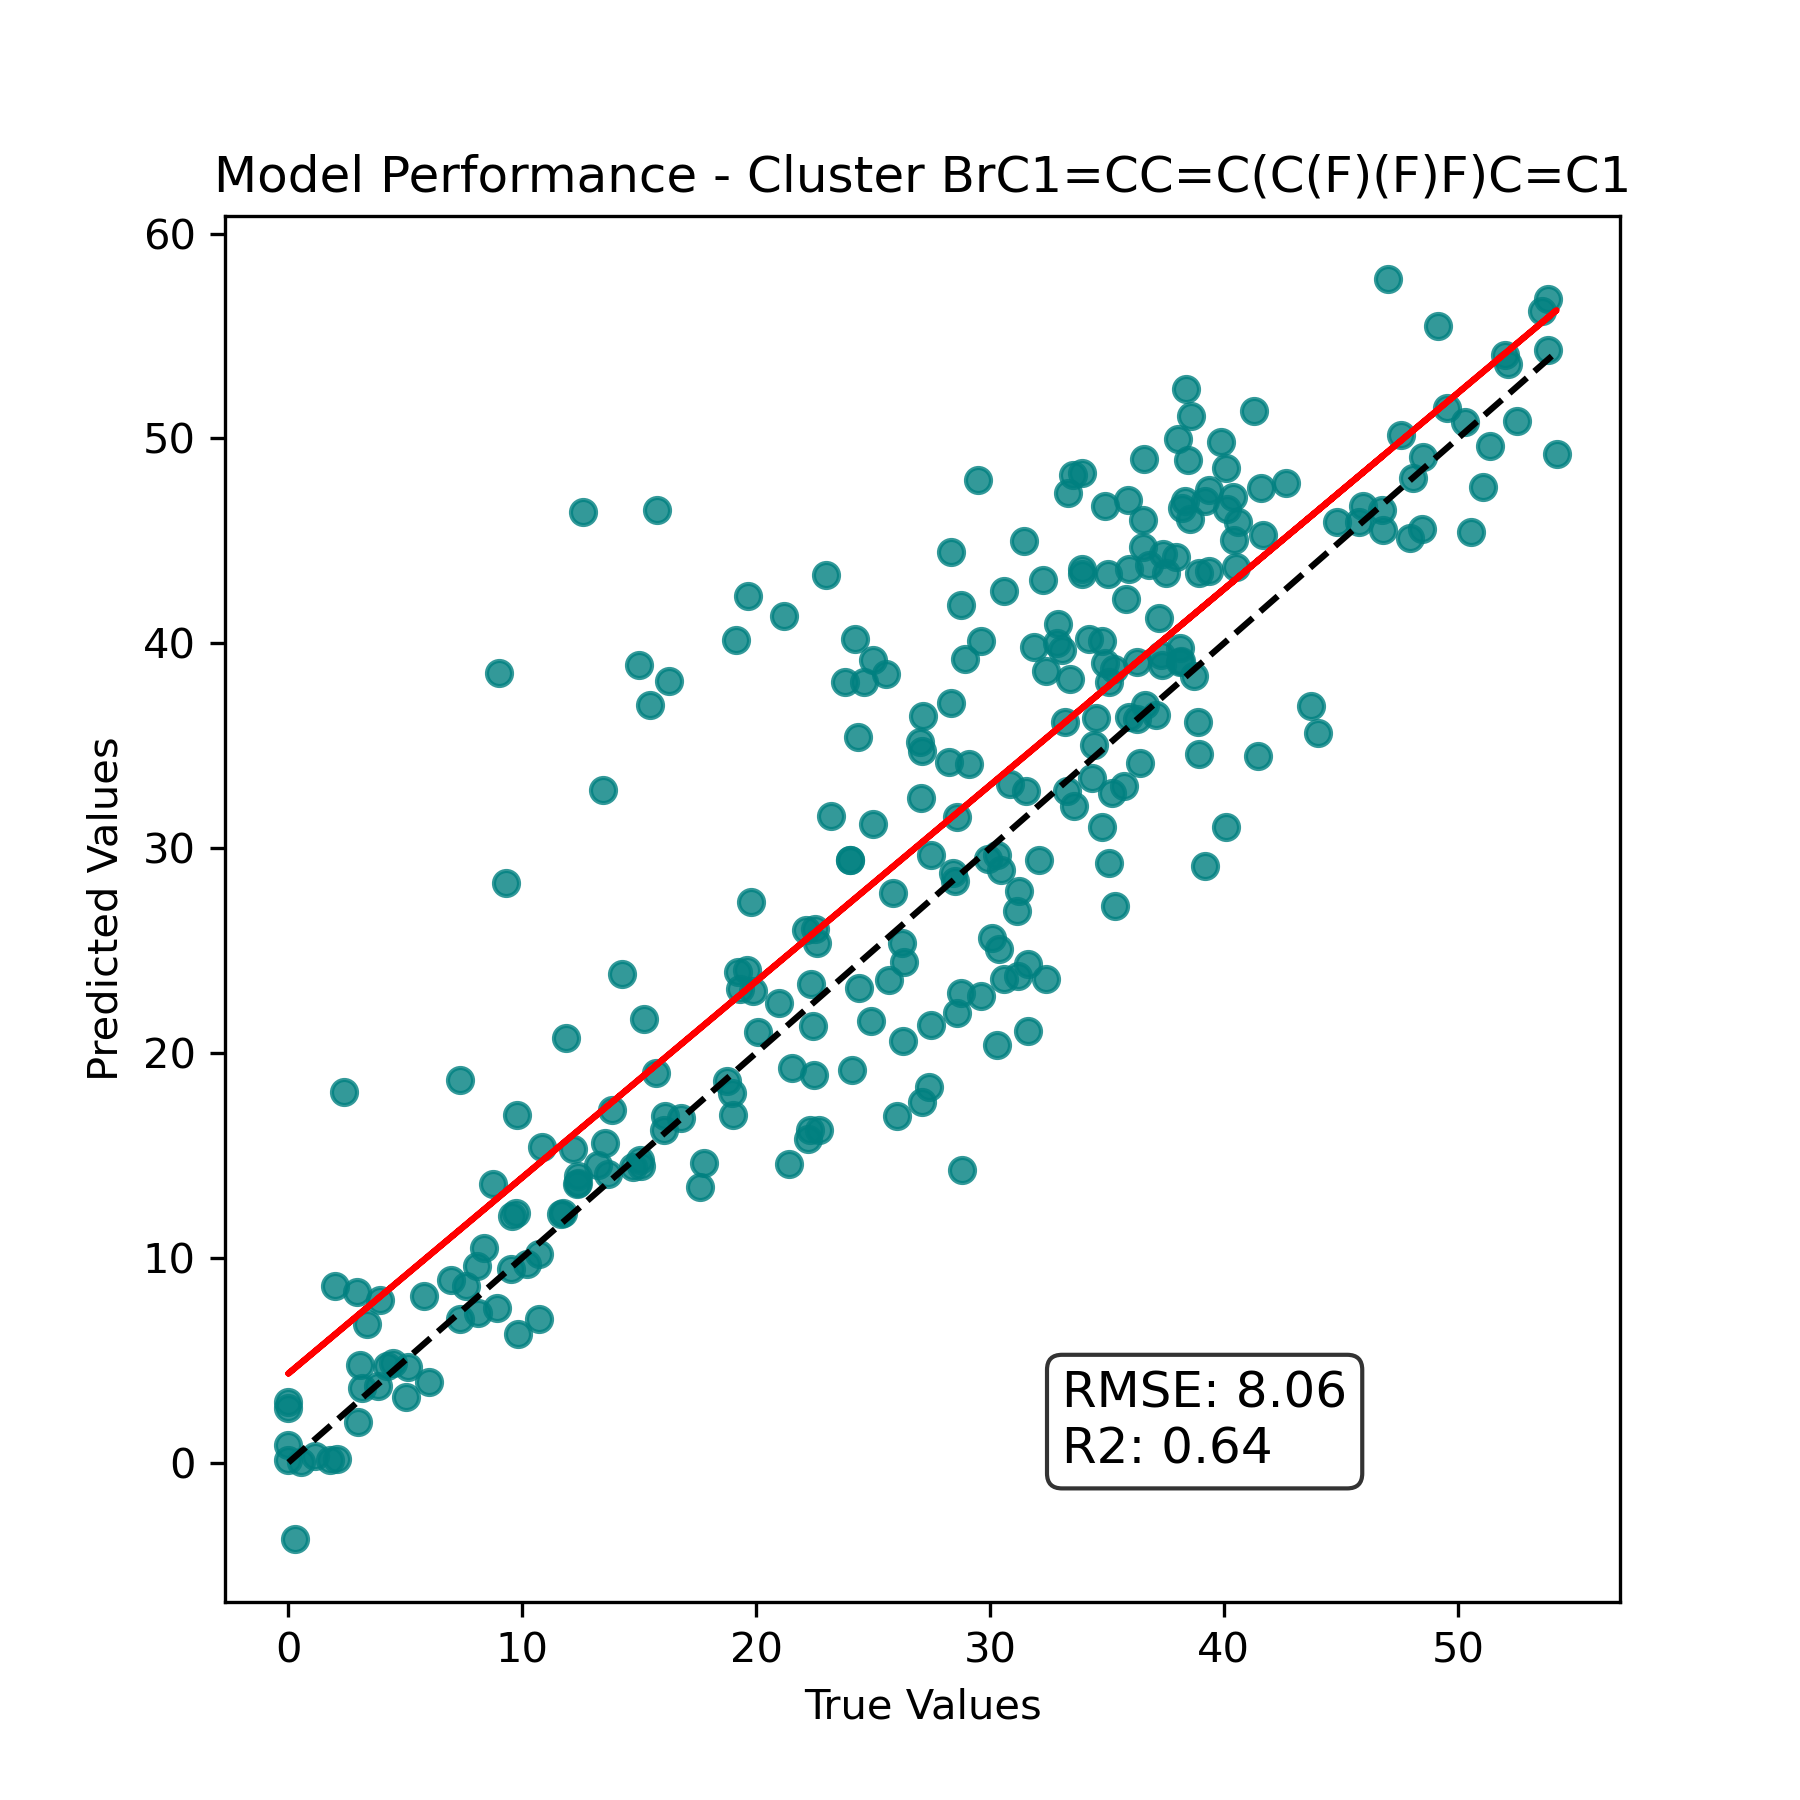 Model Performance - Cluster BrC1=CC=C(C(F)(F)F)C=C1
Predicted Values
60
50
40
30
20
10
0
RMSE: 8.06
R2: 0.64
0 10 20 30 40 50
True Values